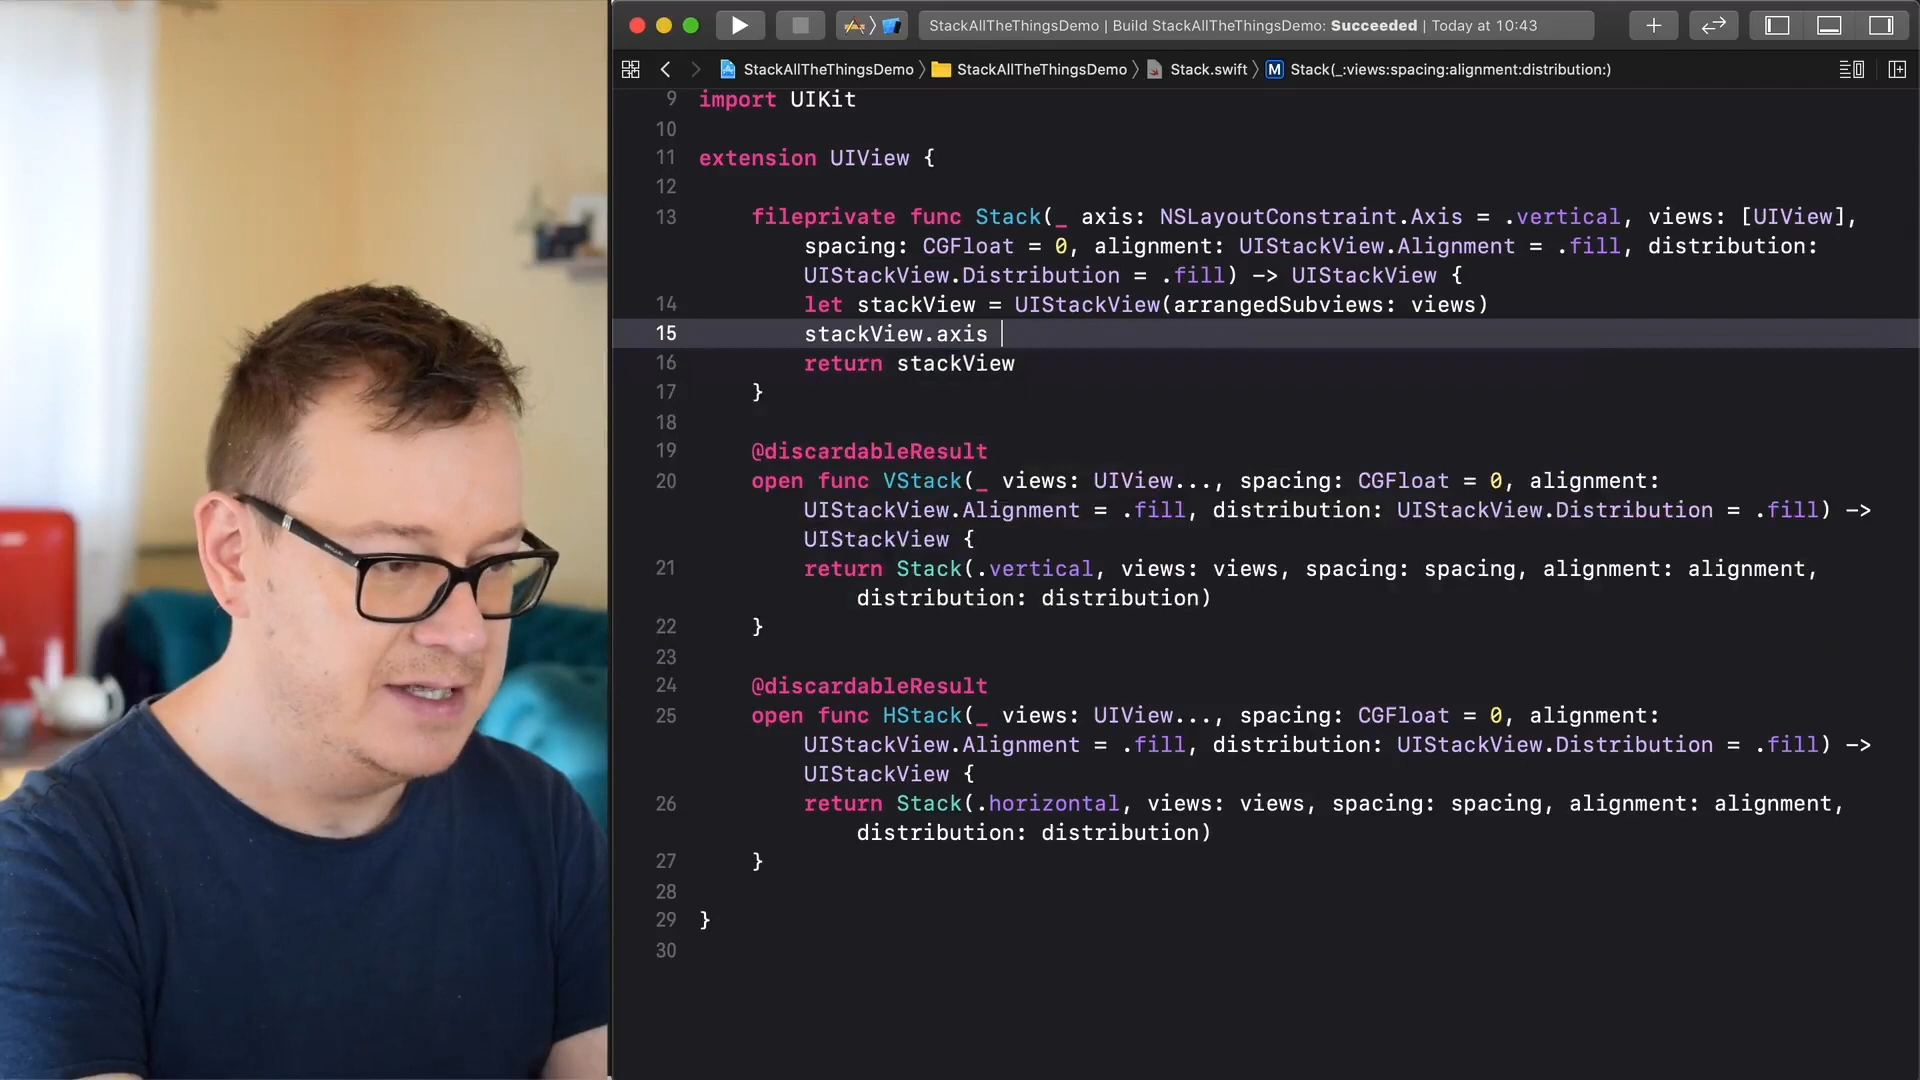 StackAllTheThingsDemo | Build StackAllTheThingsDemo: Succeeded | Today at 10:43
StackAllTheThingsDemo 〉 StackAllTheThingsDemo 〉 Stack.swift 〉 M Stack(_:views:spacing:alignment:distribution:)
9 import UIKit
10
11 extension UIView {
12
13 fileprivate func Stack(_ axis: NSLayoutConstraint.Axis = .vertical, views: [UIView],
spacing: CGFloat = 0, alignment: UIStackView.Alignment = .fill, distribution:
UIStackView.Distribution = .fill) -> UIStackView {
14 let stackView = UIStackView(arrangedSubviews: views)
15 stackView.axis
16 return stackView
17 }
18
19 @discardableResult
20 open func VStack(_ views: UIView..., spacing: CGFloat = 0, alignment:
UIStackView.Alignment = .fill, distribution: UIStackView.Distribution = .fill) ->
UIStackView {
21 return Stack(.vertical, views: views, spacing: spacing, alignment: alignment,
distribution: distribution)
22 }
23
24 @discardableResult
25 open func HStack(_ views: UIView..., spacing: CGFloat = 0, alignment:
UIStackView.Alignment = .fill, distribution: UIStackView.Distribution = .fill) ->
UIStackView {
26 return Stack(.horizontal, views: views, spacing: spacing, alignment: alignment,
distribution: distribution)
27 }
28
29 }
30